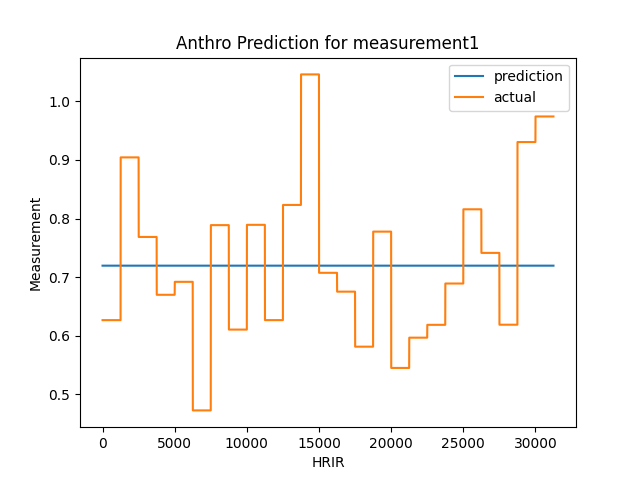 Anthro Prediction for measurement1
prediction
actual
Measurement
1.0
0.9
0.8
0.7
0.6
0.5
0 5000 10000 15000 20000 25000 30000
HRIR